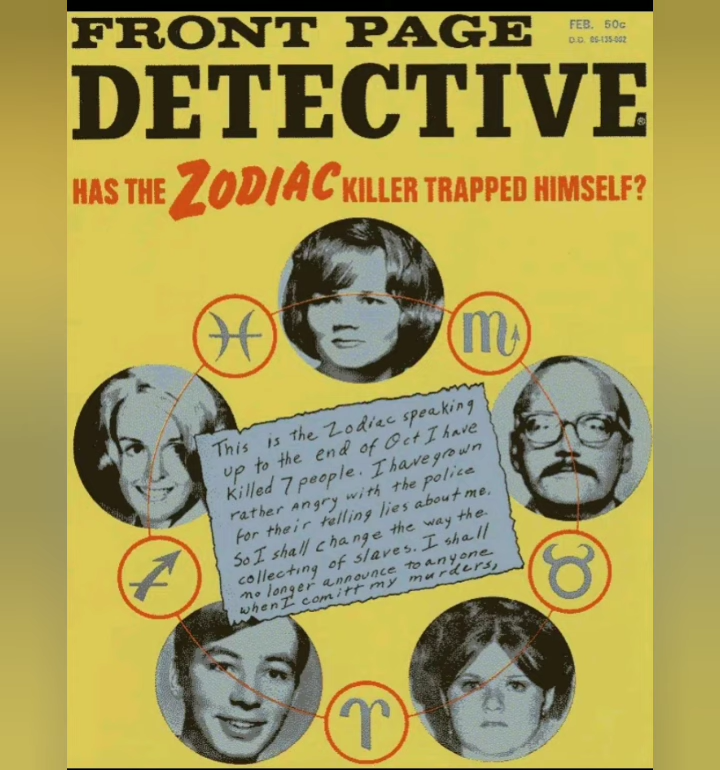 FRONT PAGE
FEB. 50c
DETECTIVE®
HAS THE ZODIAC KILLER TRAPPED HIMSELF?
This is the Zodiac speaking
up to the end of Oct I have
killed 7 people. I have grown
rather angry with the police
for their telling lies about me.
So I shall change the way the
collecting of slaves. I shall
no longer announce to anyone
when I comitt my murders,